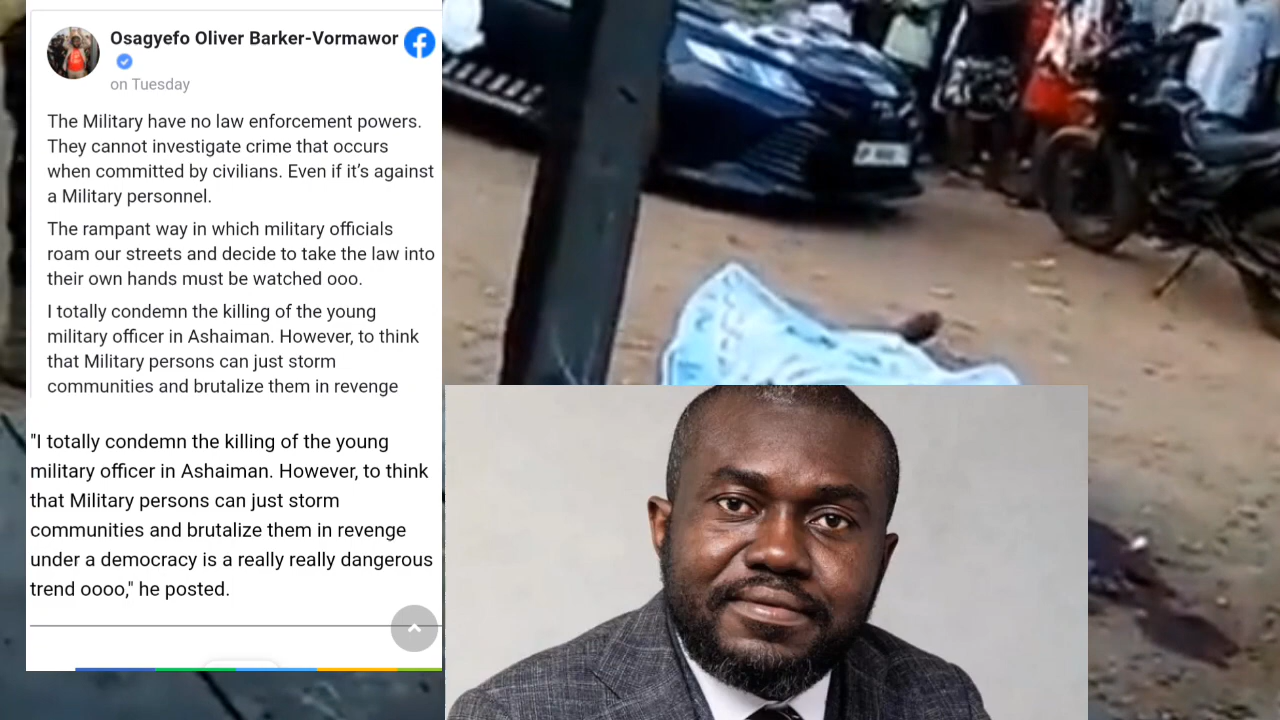 Osagyefo Oliver Barker-Vormawor
on Tuesday
The Military have no law enforcement powers.
They cannot investigate crime that occurs
when committed by civilians. Even if it’s against
a Military personnel.
The rampant way in which military officials
roam our streets and decide to take the law into
their own hands must be watched ooo.
I totally condemn the killing of the young
military officer in Ashaiman. However, to think
that Military persons can just storm
communities and brutalize them in revenge
"I totally condemn the killing of the young
military officer in Ashaiman. However, to think
that Military persons can just storm
communities and brutalize them in revenge
under a democracy is a really really dangerous
trend oooo," he posted.